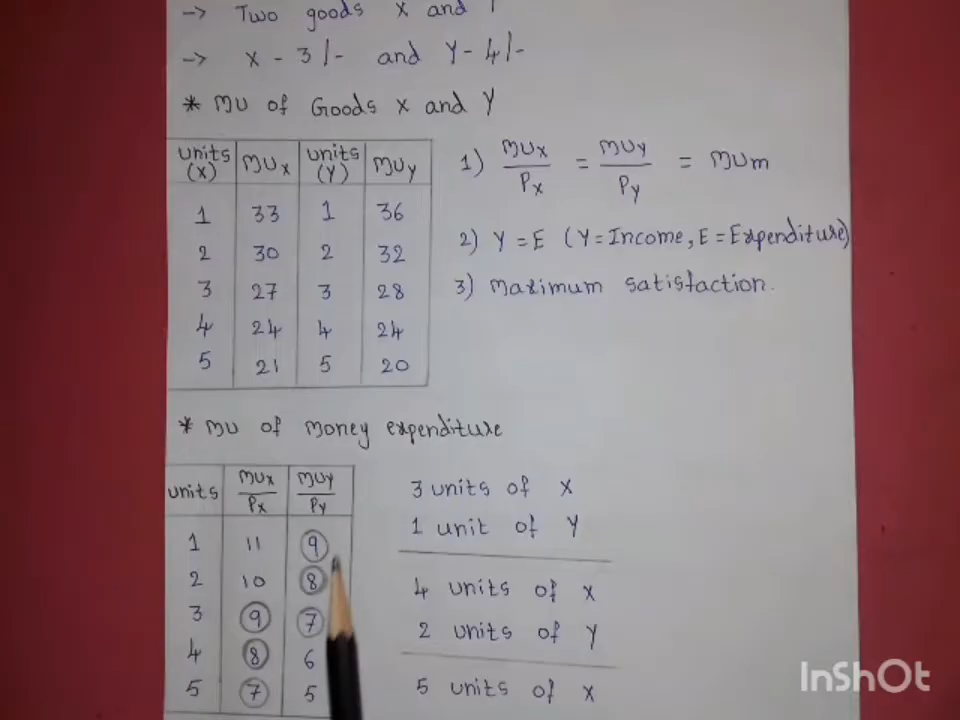 -> Two goods X and
-> X - 3/- and Y - 4/-
* MU of Goods X and Y
units (X) MUx units (Y) MUy
1 33 1 36
2 30 2 32
3 27 3 28
4 24 4 24
5 21 5 20
1) MUx/Px = MUy/Py = MUm
2) Y = E (Y = Income, E = Expenditure)
3) Maximum satisfaction.
* MU of money expenditure
units MUx/Px MUy/Py
1 11 9
2 10 8
3 9 7
4 8 6
5 7 5
3 units of X
1 unit of Y
4 units of X
2 units of Y
5 units of X
InShOt